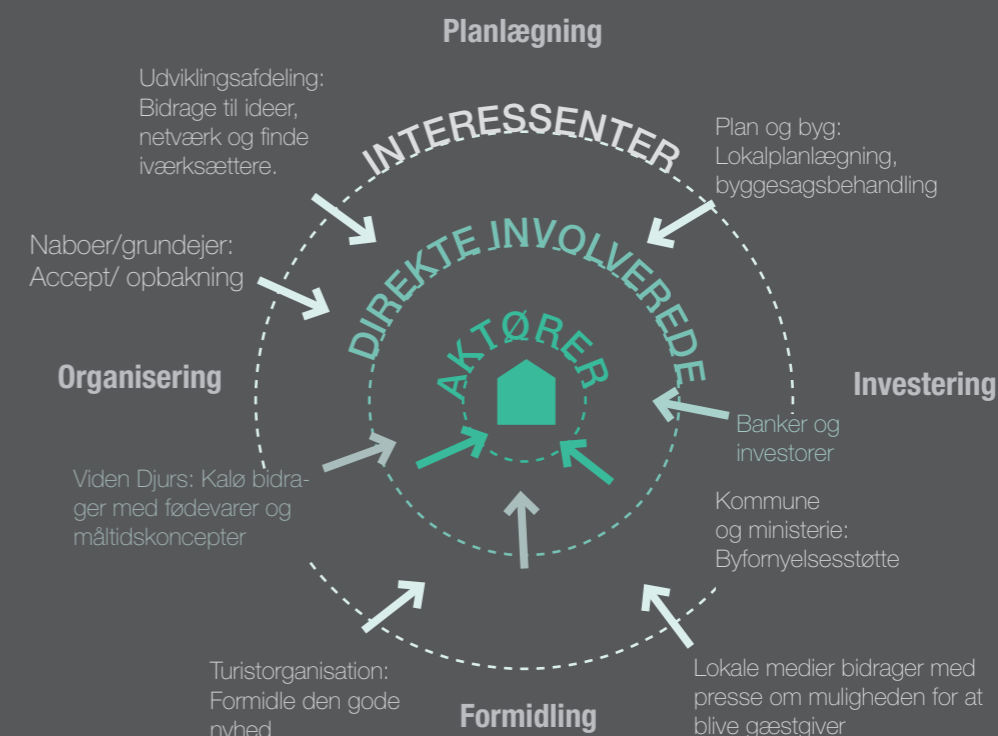 Planlægning
Udviklingsafdeling:
Bidrage til ideer,
netværk og finde
iværksættere.
INTERESSENTER
Plan og byg:
Lokalplanlægning,
byggesagsbehandling
Naboer/grundejer:
Accept/ opbakning
DIREKTE INVOLVEREDE
AKTØRER
Organisering
Investering
Banker og
investorer
Viden Djurs: Kalø bidra-
ger med fødevarer og
måltidskoncepter
Kommune
og ministerie:
Byfornyelsesstøtte
Turistorganisation:
Formidle den gode
nyhed
Formidling
Lokale medier bidrager med
presse om muligheden for at
blive gæstgiver